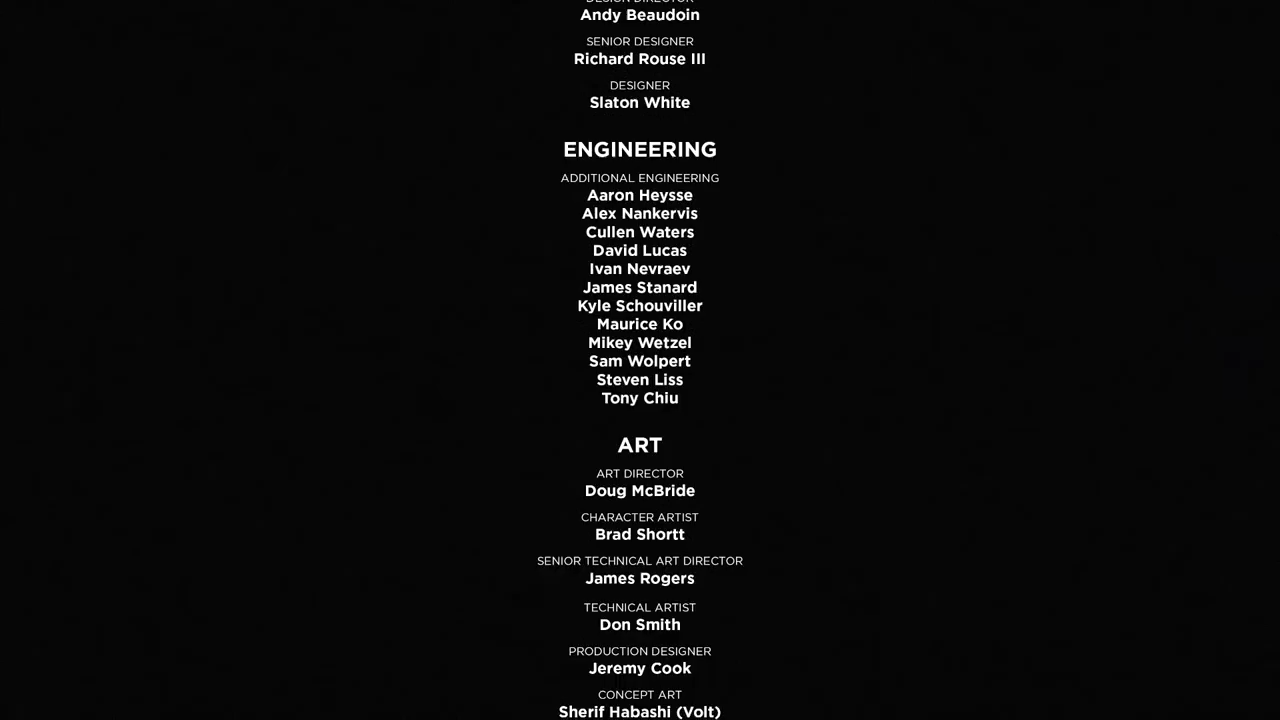 DESIGN DIRECTOR
Andy Beaudoin
SENIOR DESIGNER
Richard Rouse III
DESIGNER
Slaton White
ENGINEERING
ADDITIONAL ENGINEERING
Aaron Heysse
Alex Nankervis
Cullen Waters
David Lucas
Ivan Nevraev
James Stanard
Kyle Schouviller
Maurice Ko
Mikey Wetzel
Sam Wolpert
Steven Liss
Tony Chiu
ART
ART DIRECTOR
Doug McBride
CHARACTER ARTIST
Brad Shortt
SENIOR TECHNICAL ART DIRECTOR
James Rogers
TECHNICAL ARTIST
Don Smith
PRODUCTION DESIGNER
Jeremy Cook
CONCEPT ART
Sherif Habashi (Volt)